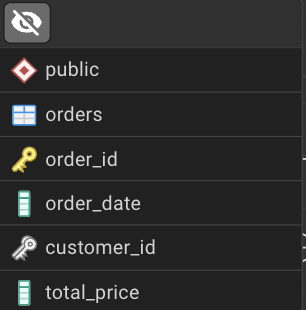 public
orders
order_id
order_date
customer_id
total_price